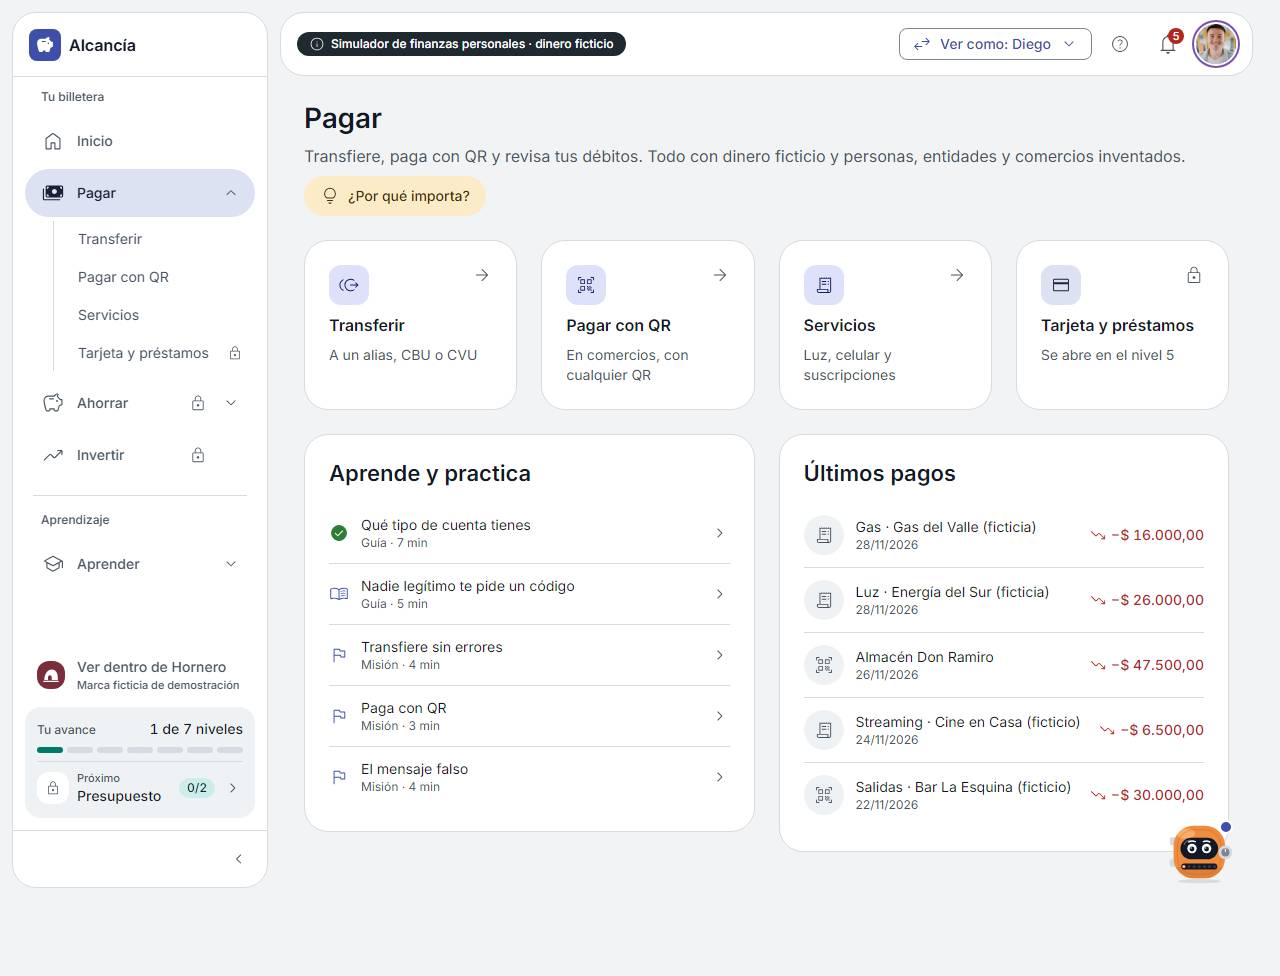 Alcancía
Simulador de finanzas personales · dinero ficticio
Ver como: Diego
5
Tu billetera
Inicio
Pagar
Transferir
Pagar con QR
Servicios
Tarjeta y préstamos
Ahorrar
Invertir
Aprendizaje
Aprender
Ver dentro de Hornero
Marca ficticia de demostración
Tu avance
1 de 7 niveles
Próximo
Presupuesto
0/2
Pagar
Transfiere, paga con QR y revisa tus débitos. Todo con dinero ficticio y personas, entidades y comercios inventados.
¿Por qué importa?
Transferir
A un alias, CBU o CVU
Pagar con QR
En comercios, con
cualquier QR
Servicios
Luz, celular y
suscripciones
Tarjeta y préstamos
Se abre en el nivel 5
Aprende y practica
Qué tipo de cuenta tienes
Guía · 7 min
Nadie legítimo te pide un código
Guía · 5 min
Transfiere sin errores
Misión · 4 min
Paga con QR
Misión · 3 min
El mensaje falso
Misión · 4 min
Últimos pagos
Gas · Gas del Valle (ficticia)
28/11/2026
−$ 16.000,00
Luz · Energía del Sur (ficticia)
28/11/2026
−$ 26.000,00
Almacén Don Ramiro
26/11/2026
−$ 47.500,00
Streaming · Cine en Casa (ficticio)
24/11/2026
−$ 6.500,00
Salidas · Bar La Esquina (ficticio)
22/11/2026
−$ 30.000,00